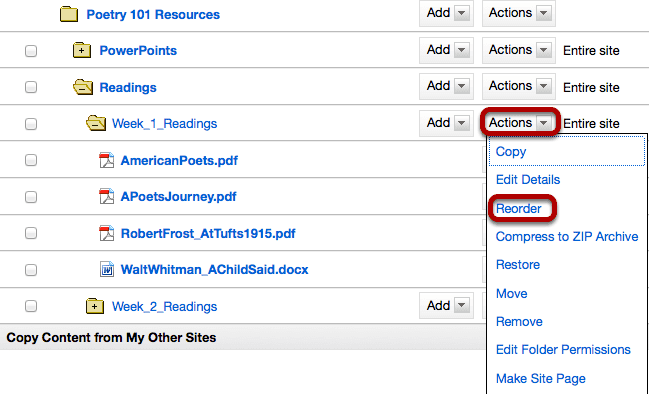 Poetry 101 Resources Add Actions
PowerPoints Add Actions Entire site
Readings Add Actions Entire site
Week_1_Readings Add Actions Entire site
AmericanPoets.pdf
Copy
APoetsJourney.pdf
Edit Details
Reorder
RobertFrost_AtTufts1915.pdf
Compress to ZIP Archive
WaltWhitman_AChildSaid.docx
Restore
Week_2_Readings Add
Move
Remove
Copy Content from My Other Sites
Edit Folder Permissions
Make Site Page